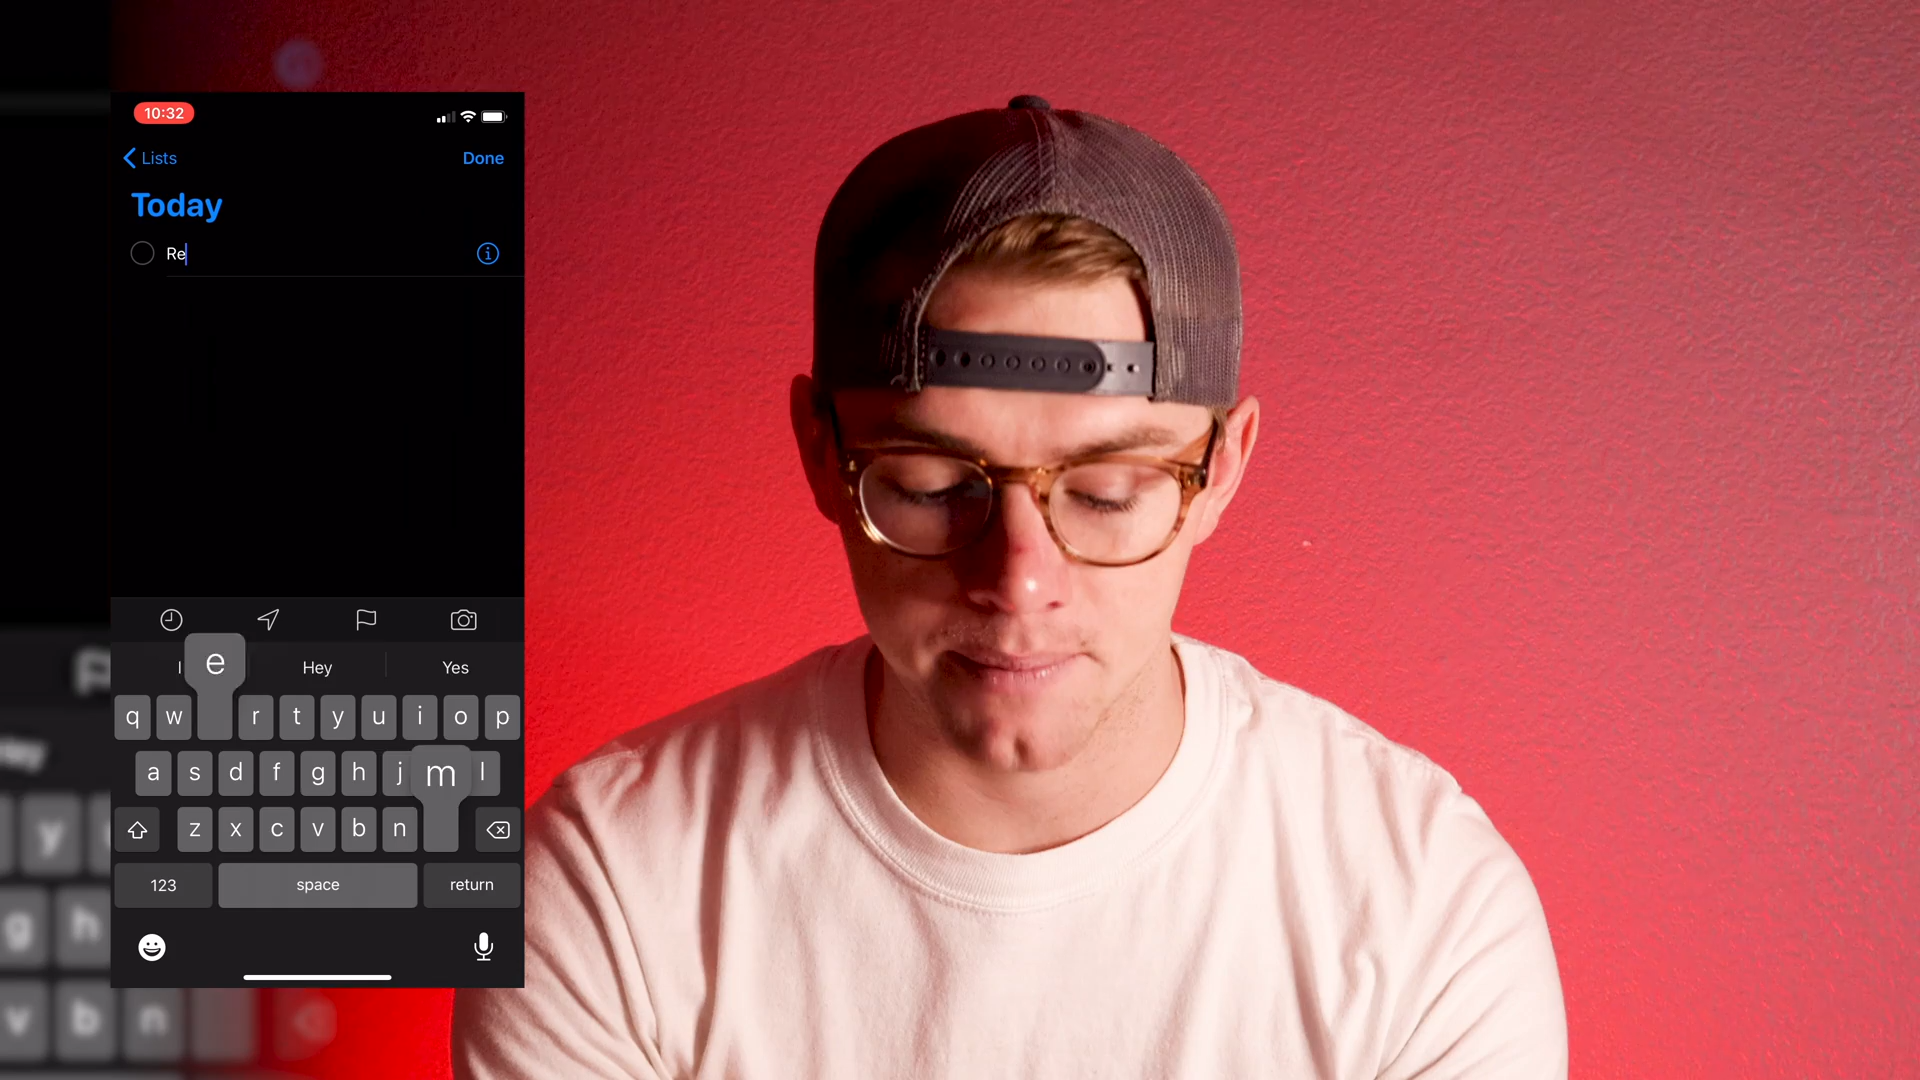 10:32
Lists
Done
Today
Re
I
e
Hey
Yes
q w r t y u i o p
a s d f g h j m l
z x c v b n
123
space
return
y
g h
v b n